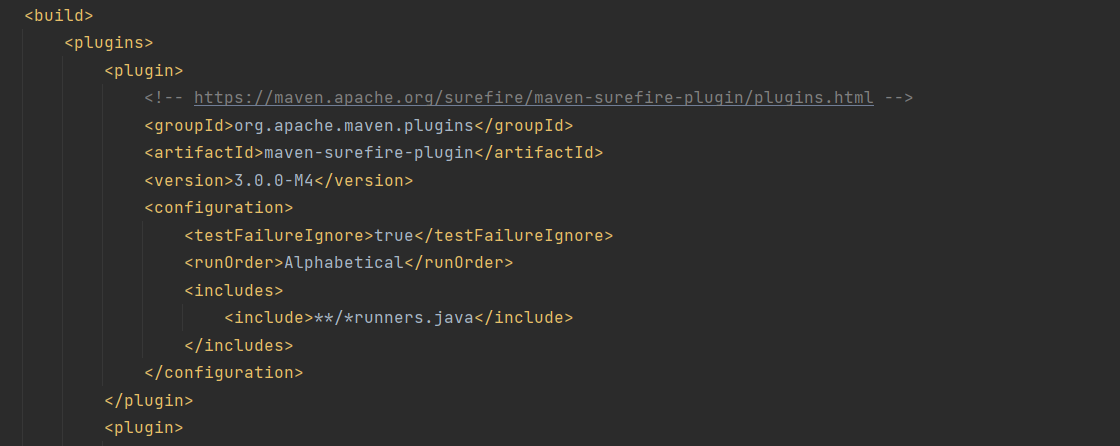 <build>
<plugins>
<plugin>
<!-- https://maven.apache.org/surefire/maven-surefire-plugin/plugins.html -->
<groupId>org.apache.maven.plugins</groupId>
<artifactId>maven-surefire-plugin</artifactId>
<version>3.0.0-M4</version>
<configuration>
<testFailureIgnore>true</testFailureIgnore>
<runOrder>Alphabetical</runOrder>
<includes>
<include>**/*runners.java</include>
</includes>
</configuration>
</plugin>
<plugin>